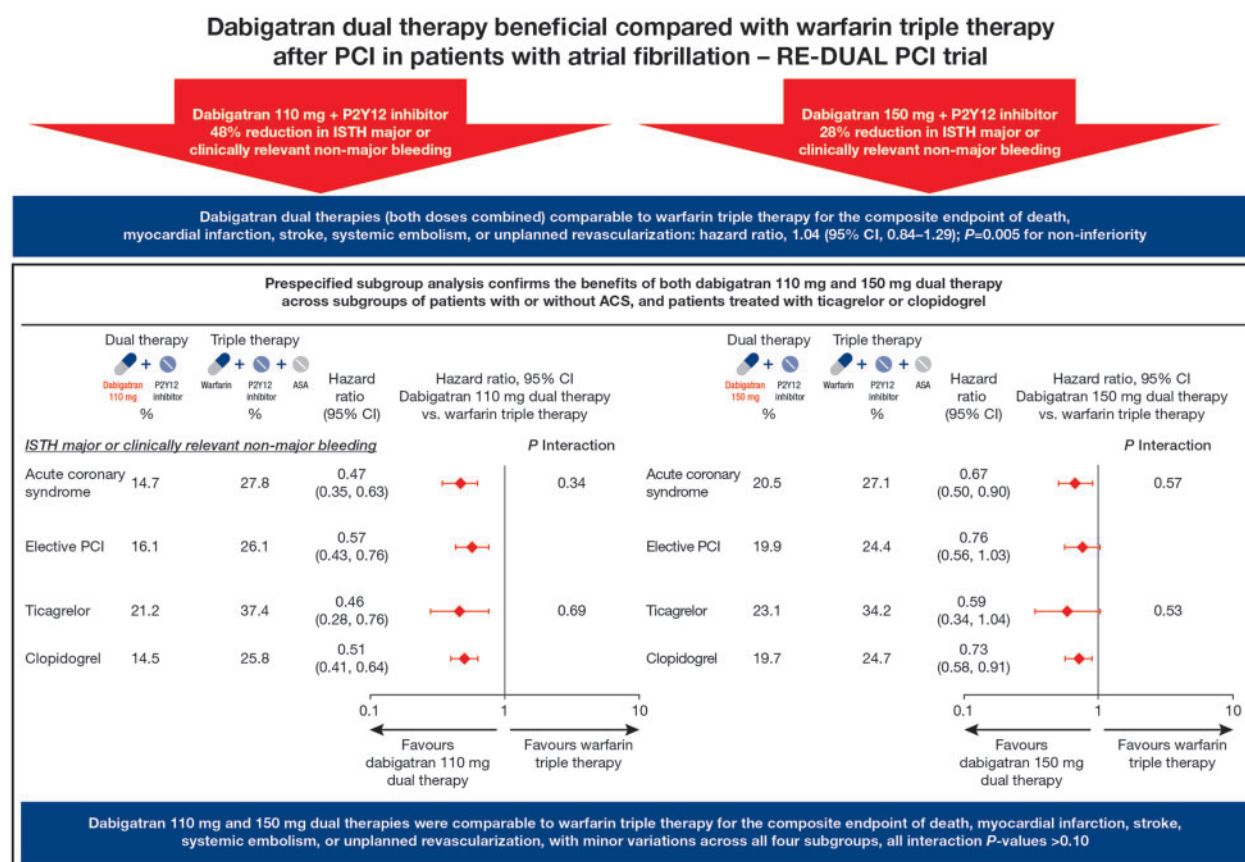 Dabigatran dual therapy beneficial compared with warfarin triple therapy
after PCI in patients with atrial fibrillation – RE-DUAL PCI trial
Dabigatran 110 mg + P2Y12 inhibitor
48% reduction in ISTH major or
clinically relevant non-major bleeding
Dabigatran 150 mg + P2Y12 inhibitor
28% reduction in ISTH major or
clinically relevant non-major bleeding
Dabigatran dual therapies (both doses combined) comparable to warfarin triple therapy for the composite endpoint of death,
myocardial infarction, stroke, systemic embolism, or unplanned revascularization: hazard ratio, 1.04 (95% CI, 0.84–1.29); P=0.005 for non-inferiority
Prespecified subgroup analysis confirms the benefits of both dabigatran 110 mg and 150 mg dual therapy
across subgroups of patients with or without ACS, and patients treated with ticagrelor or clopidogrel
Dual therapy
+
Dabigatran
110 mg
P2Y12
inhibitor
%
Triple therapy
+ +
Warfarin
P2Y12
inhibitor
ASA
%
Hazard
ratio
(95% CI)
Hazard ratio, 95% CI
Dabigatran 110 mg dual therapy
vs. warfarin triple therapy
ISTH major or clinically relevant non-major bleeding
P Interaction
Acute coronary
syndrome
14.7
27.8
0.47
(0.35, 0.63)
0.34
Elective PCI
16.1
26.1
0.57
(0.43, 0.76)
Ticagrelor
21.2
37.4
0.46
(0.28, 0.76)
0.69
Clopidogrel
14.5
25.8
0.51
(0.41, 0.64)
0.1
1
10
Favours
dabigatran 110 mg
dual therapy
Favours warfarin
triple therapy
Dual therapy
+
Dabigatran
150 mg
P2Y12
inhibitor
%
Triple therapy
+ +
Warfarin
P2Y12
inhibitor
ASA
%
Hazard
ratio
(95% CI)
Hazard ratio, 95% CI
Dabigatran 150 mg dual therapy
vs. warfarin triple therapy
P Interaction
Acute coronary
syndrome
20.5
27.1
0.67
(0.50, 0.90)
0.57
Elective PCI
19.9
24.4
0.76
(0.56, 1.03)
Ticagrelor
23.1
34.2
0.59
(0.34, 1.04)
0.53
Clopidogrel
19.7
24.7
0.73
(0.58, 0.91)
0.1
1
10
Favours
dabigatran 150 mg
dual therapy
Favours warfarin
triple therapy
Dabigatran 110 mg and 150 mg dual therapies were comparable to warfarin triple therapy for the composite endpoint of death, myocardial infarction, stroke,
systemic embolism, or unplanned revascularization, with minor variations across all four subgroups, all interaction P-values >0.10